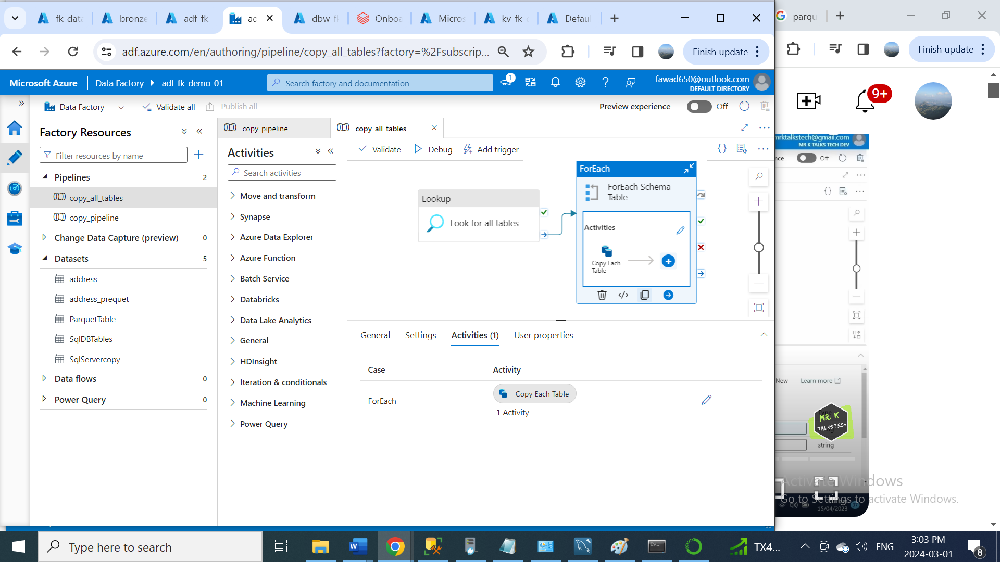 fk-data
bronze
adf-fk-
ad
dbw-fk
Onboa
Micros
kv-fk-d
Defaul
parqu
adf.azure.com/en/authoring/pipeline/copy_all_tables?factory=%2Fsubscrip...
Finish update
Finish update
Microsoft Azure
Data Factory
adf-fk-demo-01
Search factory and documentation
1
fawad650@outlook.com
DEFAULT DIRECTORY
9+
Data Factory
Validate all
Publish all
Preview experience
Off
Factory Resources
Filter resources by name
Pipelines
2
copy_all_tables
copy_pipeline
Change Data Capture (preview)
0
Datasets
5
address
address_prequet
ParquetTable
SqlDBTables
SqlServercopy
Data flows
0
Power Query
0
copy_pipeline
copy_all_tables
Activities
Search activities
Move and transform
Synapse
Azure Data Explorer
Azure Function
Batch Service
Databricks
Data Lake Analytics
General
HDInsight
Iteration & conditionals
Machine Learning
Power Query
Validate
Debug
Add trigger
Lookup
Look for all tables
ForEach
ForEach Schema
Table
Activities
Copy Each
Table
General
Settings
Activities (1)
User properties
Case
Activity
ForEach
Copy Each Table
1 Activity
mrktalkstech@gmail.com
MR K TALKS TECH DEV
nce
Off
New
Learn more
MR. K
TALKS TECH
string
Activate Windows
Go to Settings to activate Windows.
15/04/2023
37
Type here to search
TX4...
ENG
3:03 PM
2024-03-01
8